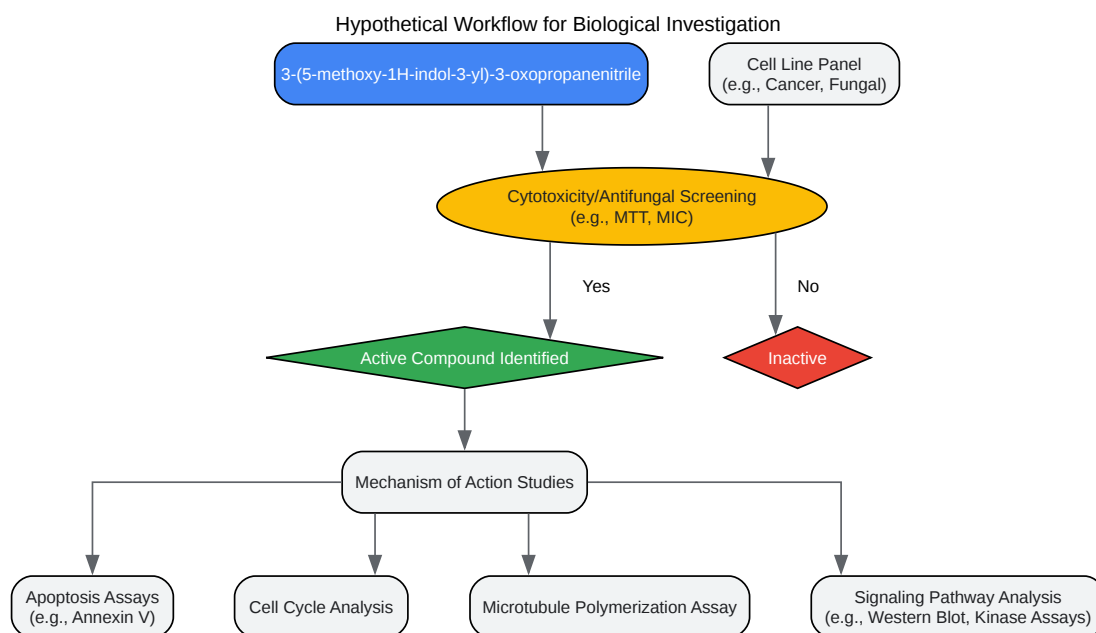 Hypothetical Workflow for Biological Investigation
3-(5-methoxy-1H-indol-3-yl)-3-oxopropanenitrile
Cell Line Panel
(e.g., Cancer, Fungal)
Cytotoxicity/Antifungal Screening
(e.g., MTT, MIC)
Yes
No
Active Compound Identified
Inactive
Mechanism of Action Studies
Apoptosis Assays
(e.g., Annexin V)
Cell Cycle Analysis
Microtubule Polymerization Assay
Signaling Pathway Analysis
(e.g., Western Blot, Kinase Assays)